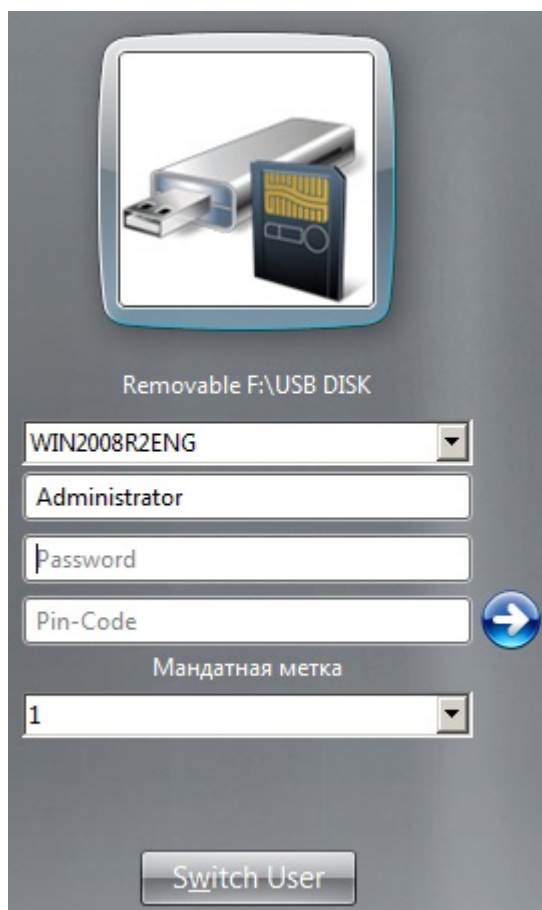 Removable F:\USB DISK
WIN2008R2ENG
Administrator
Password
Pin-Code
Мандатная метка
1
Switch User